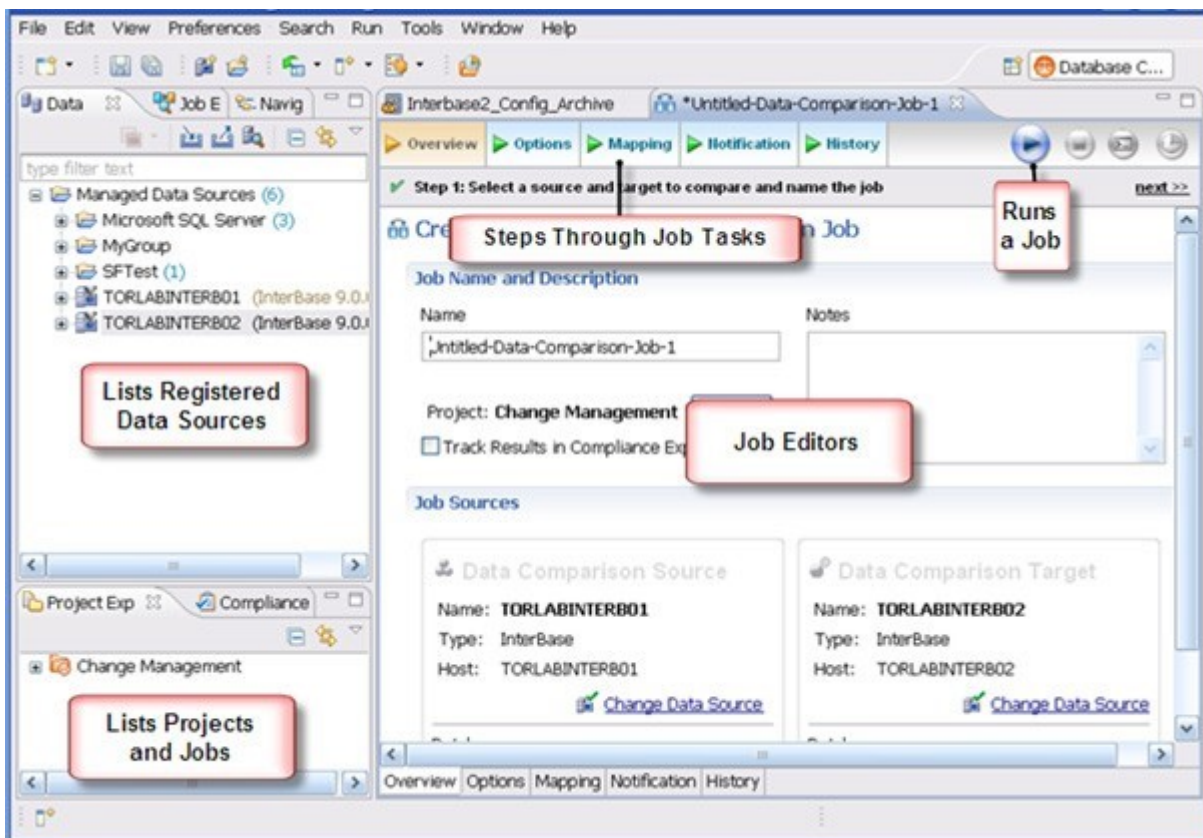 File Edit View Preferences Search Run Tools Window Help
Database C...
Data Job E Navig
Interbase2_Config_Archive *Untitled-Data-Comparison-Job-1
Overview Options Mapping Notification History
type filter text
Step 1: Select a source and target to compare and name the job next >>
Managed Data Sources (6)
Microsoft SQL Server (3)
MyGroup
SFTest (1)
TORLABINTERB01 (InterBase 9.0.
TORLABINTERB02 (InterBase 9.0.
Lists Registered
Data Sources
Steps Through Job Tasks
Runs
a Job
Job
Job Name and Description
Name
Notes
Untitled-Data-Comparison-Job-1
Project: Change Management
Track Results in Compliance Exp
Job Editors
Job Sources
Data Comparison Source
Name: TORLABINTERB01
Type: InterBase
Host: TORLABINTERB01
Change Data Source
Data Comparison Target
Name: TORLABINTERB02
Type: InterBase
Host: TORLABINTERB02
Change Data Source
Project Exp Compliance
Change Management
Lists Projects
and Jobs
Overview Options Mapping Notification History